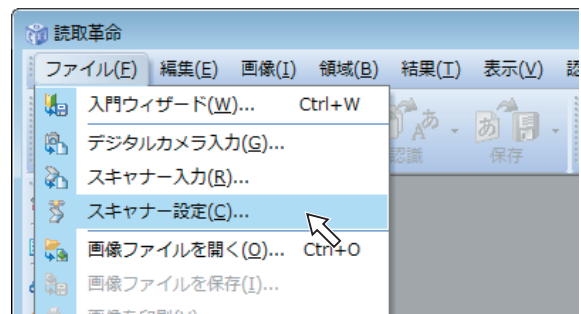 読取革命
ファイル(F) 編集(E) 画像(I) 領域(B) 結果(T) 表示(V) 認
入門ウィザード(W)... Ctrl+W
デジタルカメラ入力(G)...
スキャナー入力(R)...
認識 保存
スキャナー設定(C)...
画像ファイルを開く(O)... Ctrl+O
画像ファイルを保存(I)...